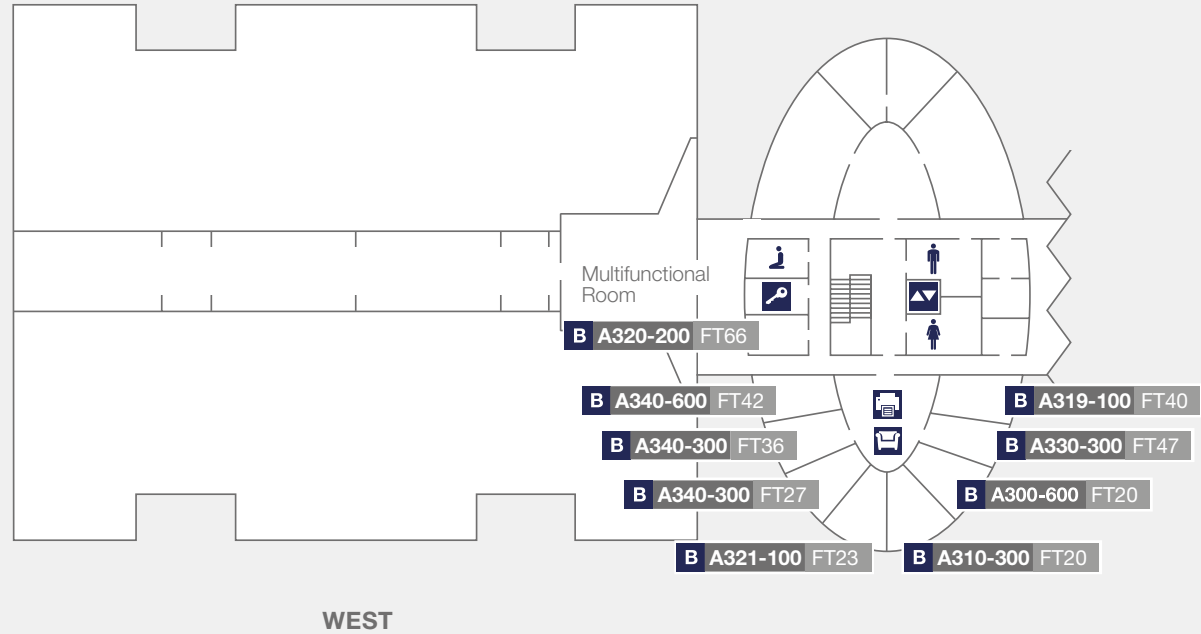 Multifunctional
Room
B A320-200 FT66
B A340-600 FT42
B A319-100 FT40
B A340-300 FT36
B A330-300 FT47
B A340-300 FT27
B A300-600 FT20
B A321-100 FT23
B A310-300 FT20
WEST